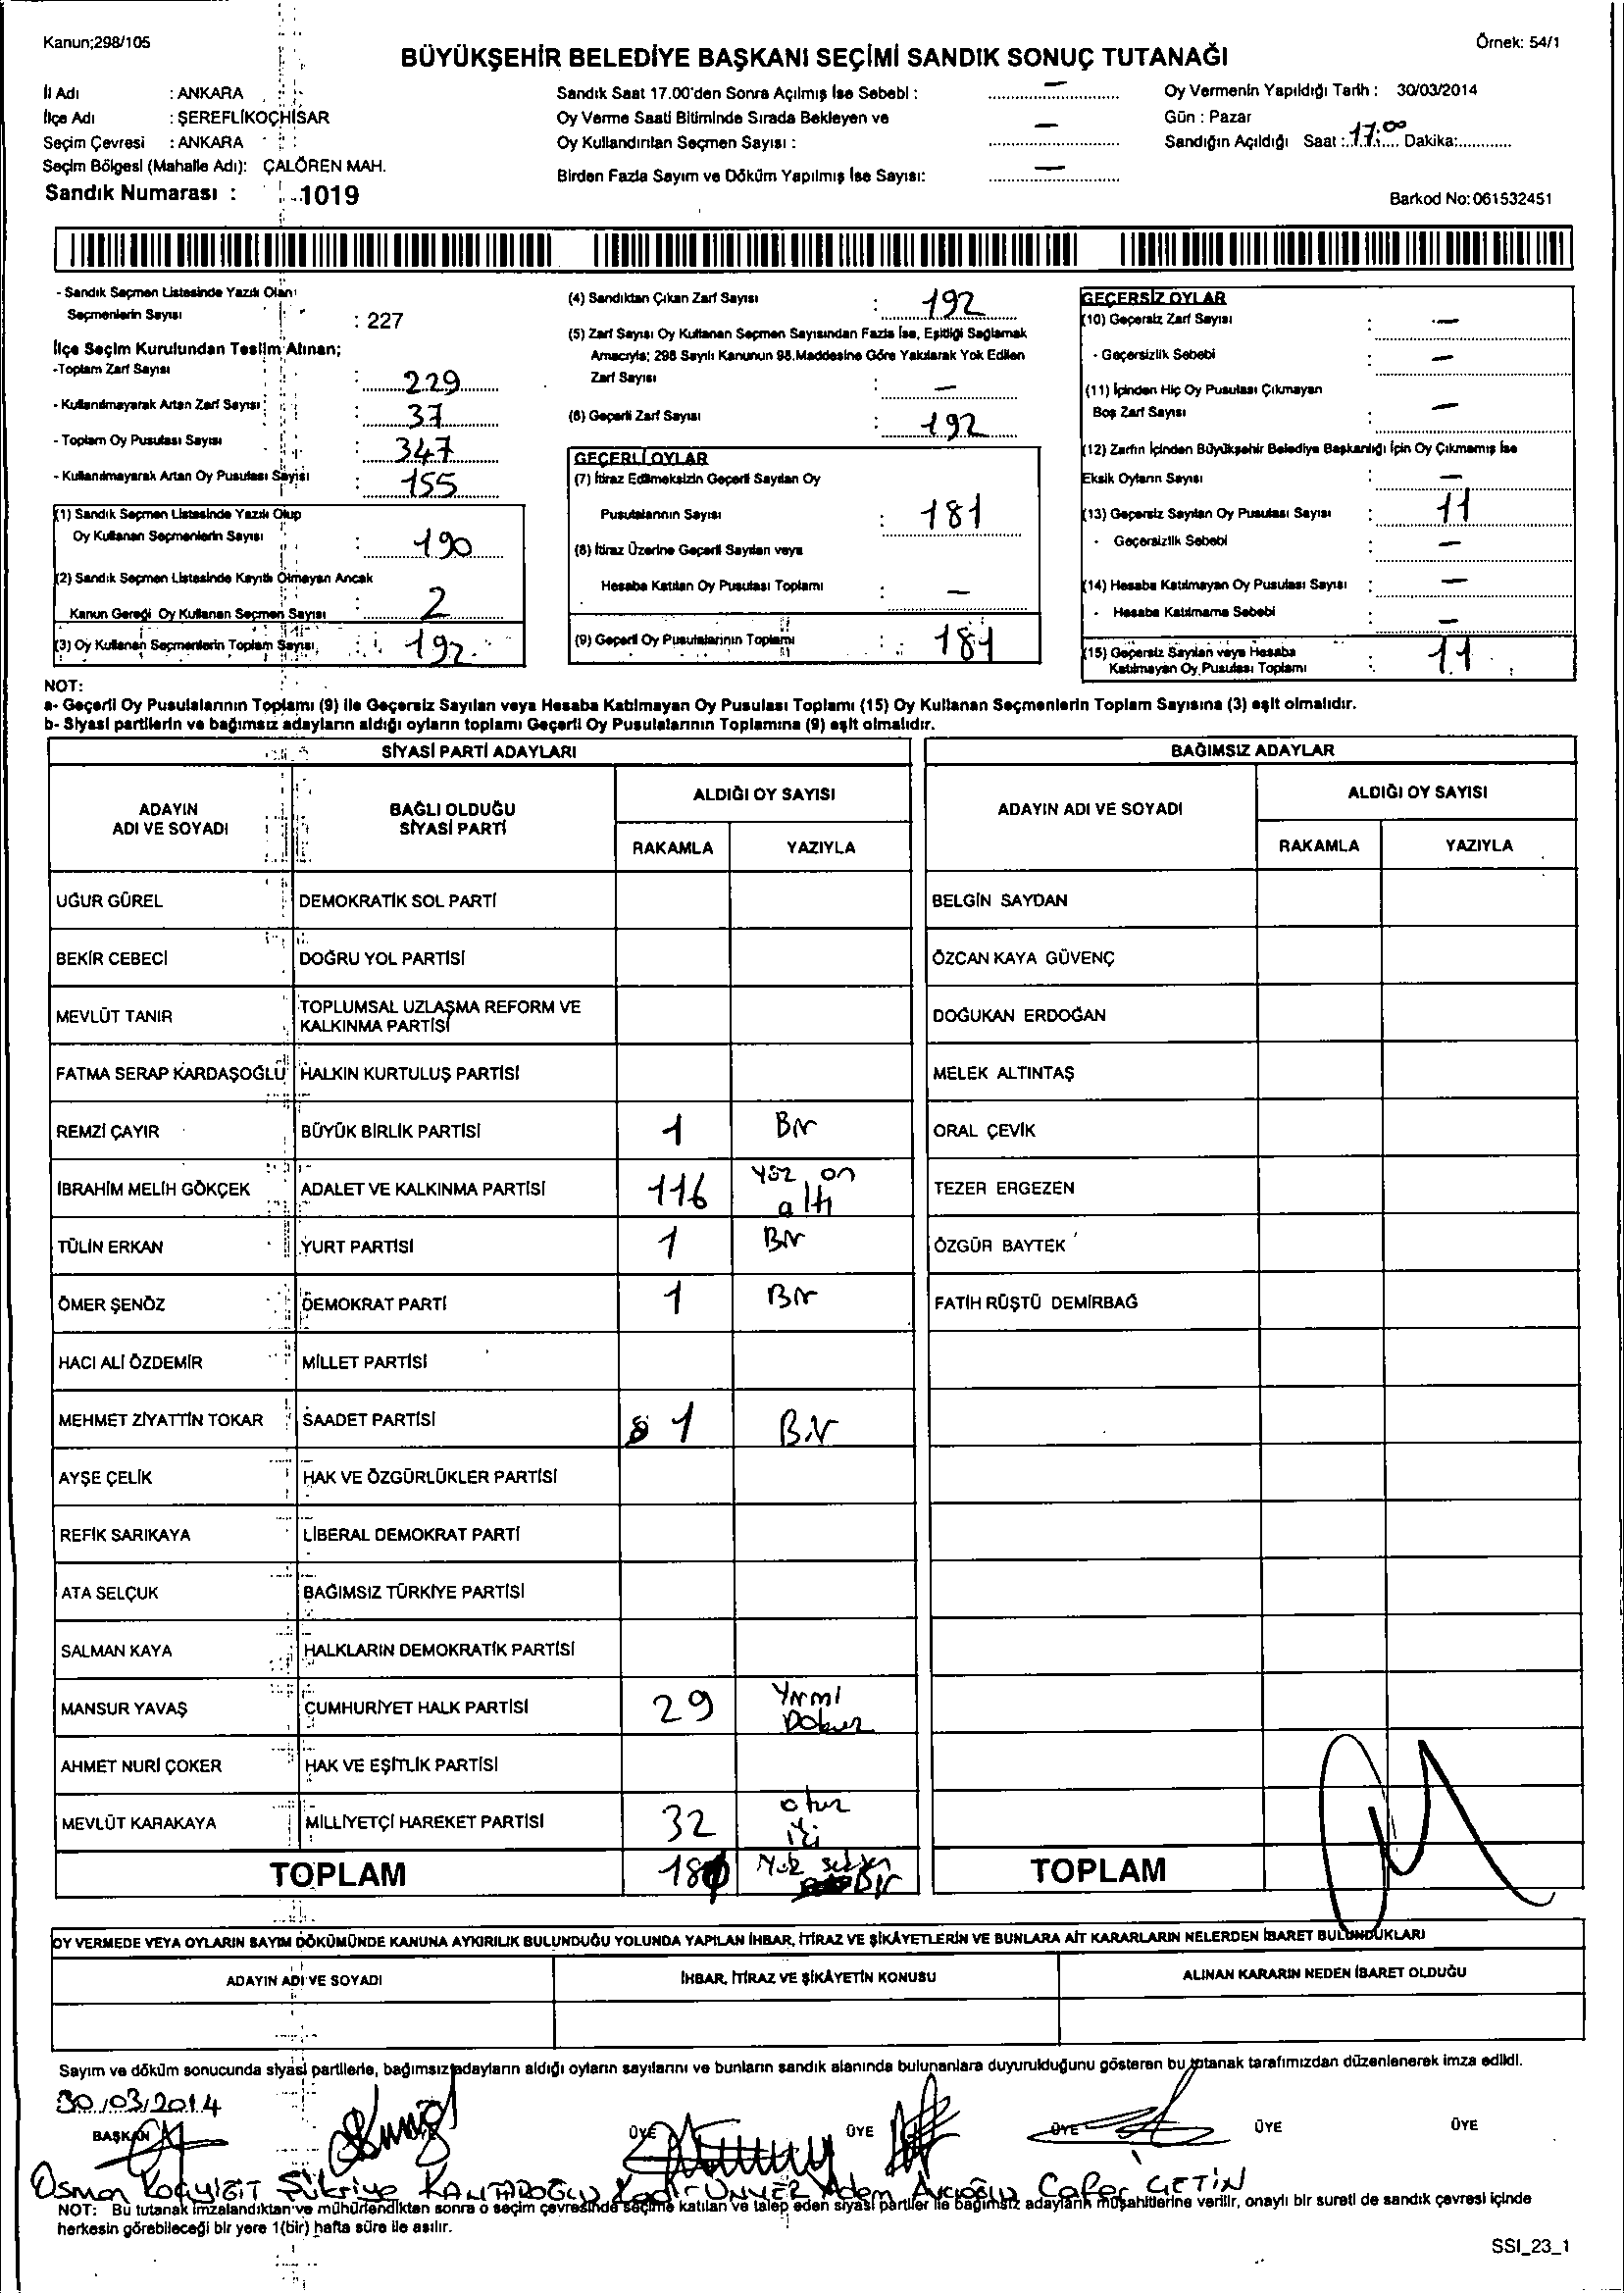 Kanun;298/105
Örnek: 54/1
BÜYÜKŞEHİR BELEDİYE BAŞKANI SEÇİMİ SANDIK SONUÇ TUTANAĞI
İl Adı : ANKARA
İlçe Adı : ŞEREFLİKOÇHİSAR
Seçim Çevresi : ANKARA
Seçim Bölgesi (Mahalle Adı): ÇALÖREN MAH.
Sandık Numarası : 1019
Sandık Saat 17.00'den Sonra Açılmış İse Sebebi : –
Oy Verme Saati Bitiminde Sırada Bekleyen ve
Oy Kullandırılan Seçmen Sayısı : –
Birden Fazla Sayım ve Döküm Yapılmış İse Sayısı: –
Oy Vermenin Yapıldığı Tarih : 30/03/2014
Gün : Pazar
Sandığın Açıldığı Saat : 17:00 Dakika:
Barkod No: 061532451
- Sandık Seçmen Listesinde Yazılı Olan
Seçmenlerin Sayısı : 227
İlçe Seçim Kurulundan Teslim Alınan;
-Toplam Zarf Sayısı : 229
- Kullanılmayarak Artan Zarf Sayısı : 37
- Toplam Oy Pusulası Sayısı : 347
- Kullanılmayarak Artan Oy Pusulası Sayısı : 155
(1) Sandık Seçmen Listesinde Yazılı Olup
Oy Kullanan Seçmenlerin Sayısı : 190
(2) Sandık Seçmen Listesinde Kayıtlı Olmayan Ancak
Kanun Gereği Oy Kullanan Seçmen Sayısı : 2
(3) Oy Kullanan Seçmenlerin Toplam Sayısı : 192
(4) Sandıktan Çıkan Zarf Sayısı : 192
(5) Zarf Sayısı Oy Kullanan Seçmen Sayısından Fazla İse, Eşitliği Sağlamak
Amacıyla; 298 Sayılı Kanunun 98.Maddesine Göre Yakılarak Yok Edilen
Zarf Sayısı : –
(6) Geçerli Zarf Sayısı : 192
GEÇERLİ OYLAR
(7) İtiraz Edilmeksizin Geçerli Sayılan Oy
Pusulalarının Sayısı : 181
(8) İtiraz Üzerine Geçerli Sayılan veya
Hesaba Katılan Oy Pusulası Toplamı : –
(9) Geçerli Oy Pusulalarının Toplamı : 181
GEÇERSİZ OYLAR
(10) Geçersiz Zarf Sayısı : –
- Geçersizlik Sebebi : –
(11) İçinden Hiç Oy Pusulası Çıkmayan
Boş Zarf Sayısı : –
(12) Zarfın İçinden Büyükşehir Belediye Başkanlığı İçin Oy Çıkmamış İse
Eksik Oyların Sayısı : –
(13) Geçersiz Sayılan Oy Pusulası Sayısı : 11
- Geçersizlik Sebebi : –
(14) Hesaba Katılmayan Oy Pusulası Sayısı : –
- Hesaba Katılmama Sebebi : –
(15) Geçersiz Sayılan veya Hesaba
Katılmayan Oy Pusulası Toplamı : 11
NOT:
a- Geçerli Oy Pusulalarının Toplamı (9) ile Geçersiz Sayılan veya Hesaba Katılmayan Oy Pusulası Toplamı (15) Oy Kullanan Seçmenlerin Toplam Sayısına (3) eşit olmalıdır.
b- Siyasi partilerin ve bağımsız adayların aldığı oyların toplamı Geçerli Oy Pusulalarının Toplamına (9) eşit olmalıdır.
SİYASİ PARTİ ADAYLARI
ADAYIN ADI VE SOYADI BAĞLI OLDUĞU SİYASİ PARTİ ALDIĞI OY SAYISI
RAKAMLA YAZIYLA
UĞUR GÜREL DEMOKRATİK SOL PARTİ
BEKİR CEBECİ DOĞRU YOL PARTİSİ
MEVLÜT TANIR TOPLUMSAL UZLAŞMA REFORM VE KALKINMA PARTİSİ
FATMA SERAP KARDAŞOĞLU HALKIN KURTULUŞ PARTİSİ
REMZİ ÇAYIR BÜYÜK BİRLİK PARTİSİ 1 Bir
İBRAHİM MELİH GÖKÇEK ADALET VE KALKINMA PARTİSİ 116 Yüz on altı
TÜLİN ERKAN YURT PARTİSİ 1 Bir
ÖMER ŞENÖZ DEMOKRAT PARTİ 1 Bir
HACI ALİ ÖZDEMİR MİLLET PARTİSİ
MEHMET ZİYATTİN TOKAR SAADET PARTİSİ 1 Bir
AYŞE ÇELİK HAK VE ÖZGÜRLÜKLER PARTİSİ
REFİK SARIKAYA LİBERAL DEMOKRAT PARTİ
ATA SELÇUK BAĞIMSIZ TÜRKİYE PARTİSİ
SALMAN KAYA HALKLARIN DEMOKRATİK PARTİSİ
MANSUR YAVAŞ CUMHURİYET HALK PARTİSİ 29 Yirmi Dokuz
AHMET NURİ ÇOKER HAK VE EŞİTLİK PARTİSİ
MEVLÜT KARAKAYA MİLLİYETÇİ HAREKET PARTİSİ 32 otuz iki
TOPLAM 181 Yüz seksen Bir
BAĞIMSIZ ADAYLAR
ADAYIN ADI VE SOYADI ALDIĞI OY SAYISI
RAKAMLA YAZIYLA
BELGİN SAYDAN
ÖZCAN KAYA GÜVENÇ
DOĞUKAN ERDOĞAN
MELEK ALTINTAŞ
ORAL ÇEVİK
TEZER ERGEZEN
ÖZGÜR BAYTEK
FATİH RÜŞTÜ DEMİRBAĞ
TOPLAM
OY VERMEDE VEYA OYLARIN SAYIM DÖKÜMÜNDE KANUNA AYKIRILIK BULUNDUĞU YOLUNDA YAPILAN İHBAR, İTİRAZ VE ŞİKÂYETLERİN VE BUNLARA AİT KARARLARIN NELERDEN İBARET BULUNDUKLARI
ADAYIN ADI VE SOYADI İHBAR, İTİRAZ VE ŞİKÂYETİN KONUSU ALINAN KARARIN NEDEN İBARET OLDUĞU
Sayım ve döküm sonucunda siyasi partilerle, bağımsız adayların aldığı oyların sayılarını ve bunların sandık alanında bulunanlara duyurulduğunu gösteren bu tutanak tarafımızdan düzenlenerek imza edildi.
30/03/2014
BAŞKAN ÜYE ÜYE ÜYE ÜYE ÜYE
Osman KOÇYİĞİT Şükriye Kadir ÜNVER Adem AVCIOĞLU Cafer ÇETİN
NOT: Bu tutanak imzalandıktan ve mühürlendikten sonra o seçim çevresinde seçime katılan ve talep eden siyasi partiler ile bağımsız adayların müşahitlerine verilir, onaylı bir sureti de sandık çevresi içinde
herkesin görebileceği bir yere 1(bir) hafta süre ile asılır.
SSI_23_1